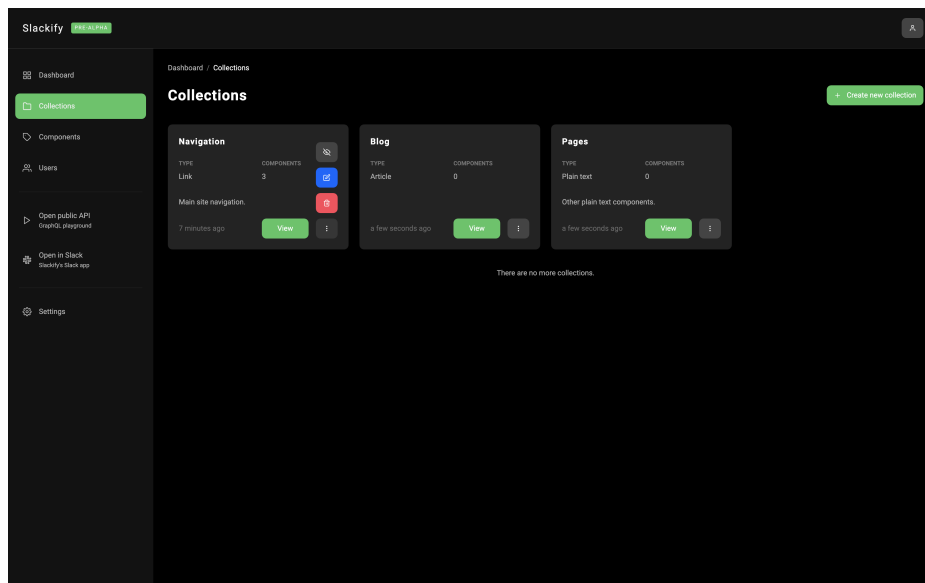 Slackify PRE-ALPHA
Dashboard
Collections
Components
Users
Open public API
GraphQL playground
Open in Slack
Slackify's Slack app
Settings
Dashboard / Collections
Collections
+ Create new collection
Navigation
TYPE COMPONENTS
Link 3
Main site navigation.
7 minutes ago View
Blog
TYPE COMPONENTS
Article 0
a few seconds ago View
Pages
TYPE COMPONENTS
Plain text 0
Other plain text components.
a few seconds ago View
There are no more collections.